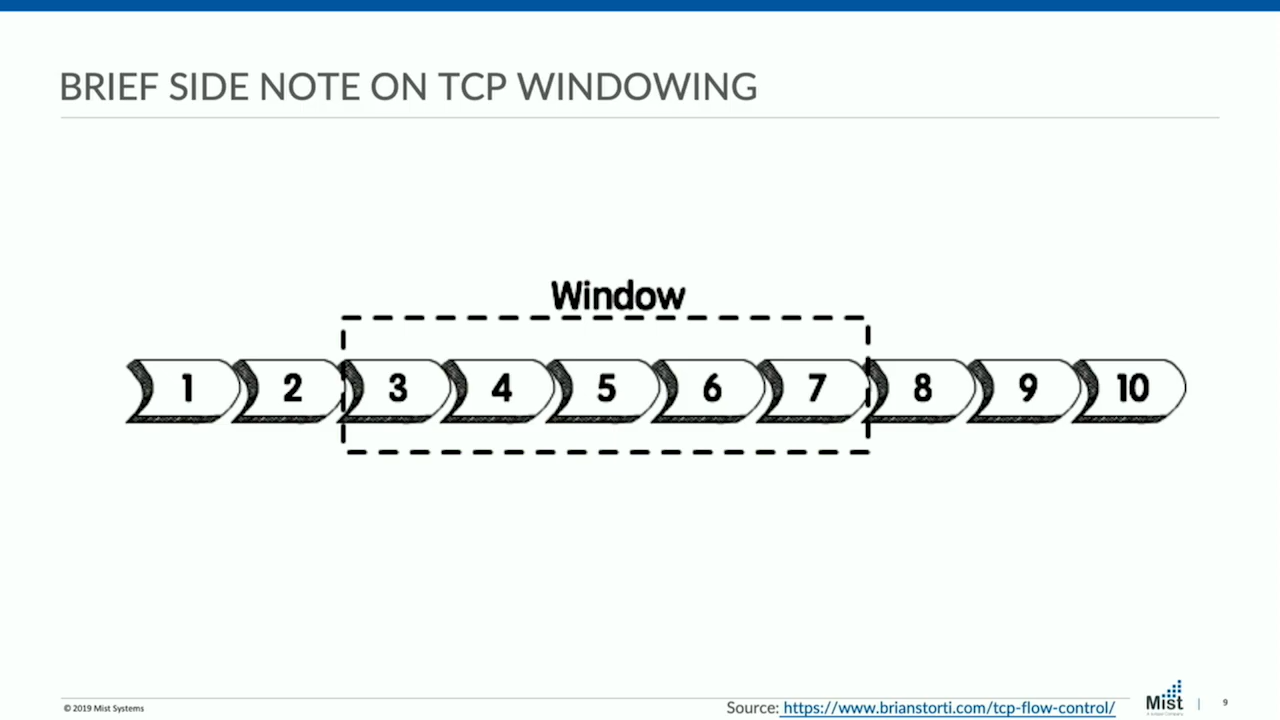 BRIEF SIDE NOTE ON TCP WINDOWING
Window
1 2 3 4 5 6 7 8 9 10
© 2019 Mist Systems
Source: https://www.brianstorti.com/tcp-flow-control/
Mist
9